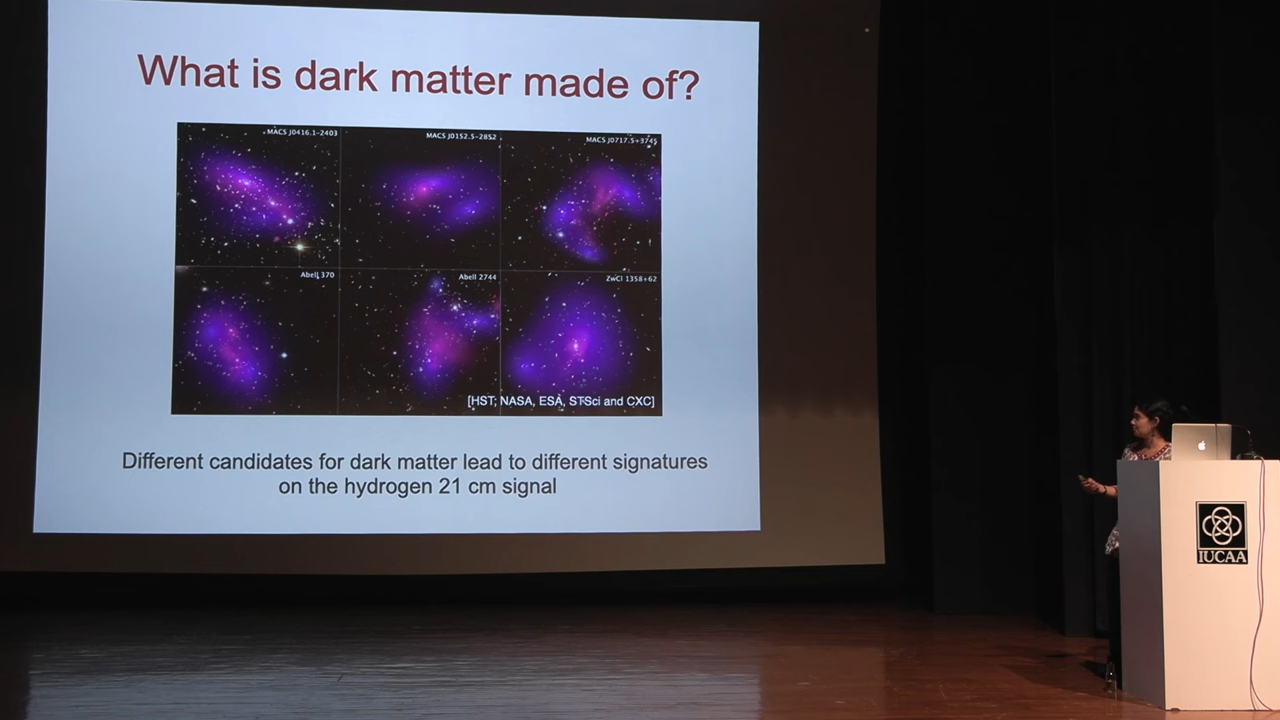 What is dark matter made of?
MACS J0416.1-2403
MACS J0152.5-2852
MACS J0717.5+3745
Abell 370
Abell 2744
ZwCl 1358+62
[HST; NASA, ESA, STScI and CXC]
Different candidates for dark matter lead to different signatures
on the hydrogen 21 cm signal
IUCAA